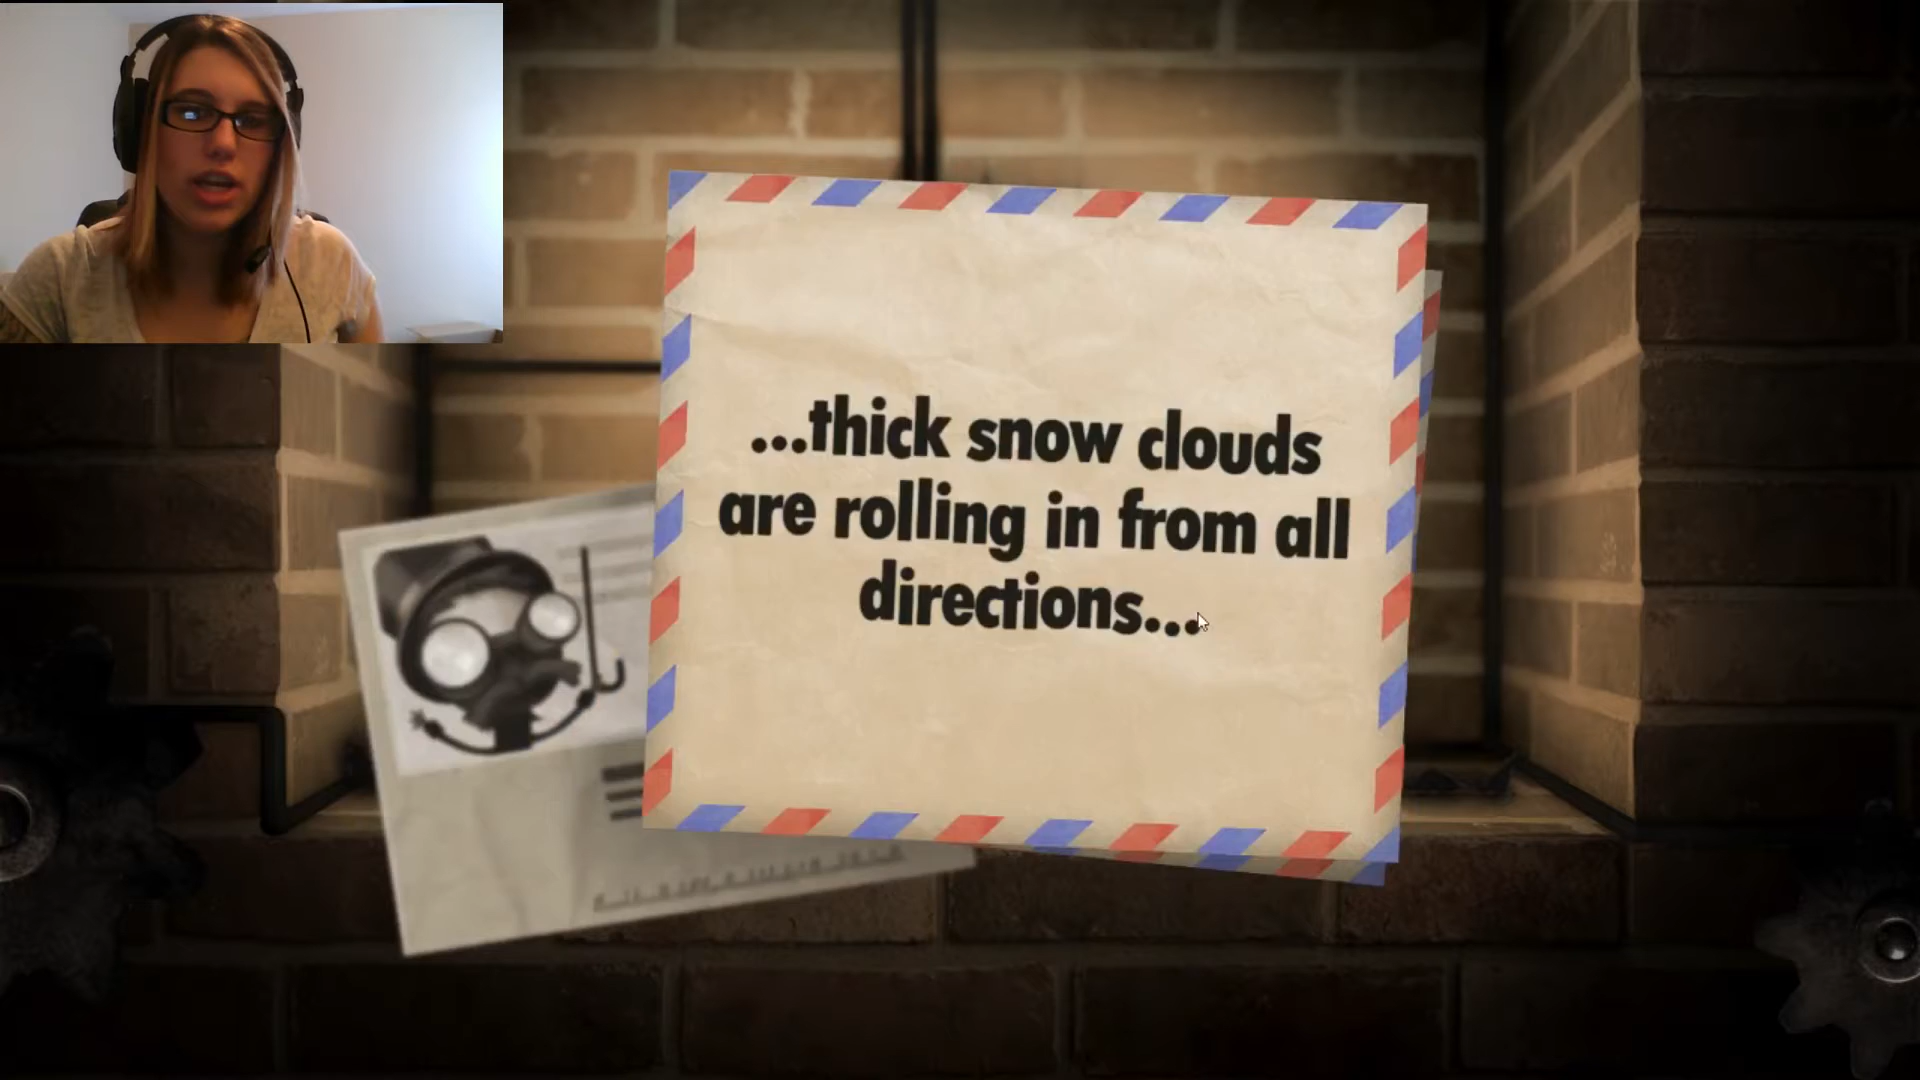 ...thick snow clouds
are rolling in from all
directions...